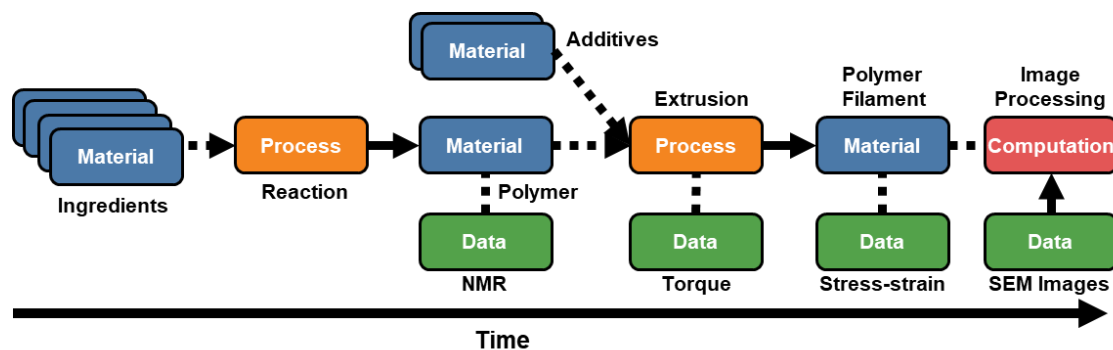 Material
Additives
Polymer
Filament
Image
Processing
Extrusion
Material
Process
Material
Process
Material
Computation
Ingredients
Reaction
Polymer
Data
Data
Data
Data
NMR
Torque
Stress-strain
SEM Images
Time